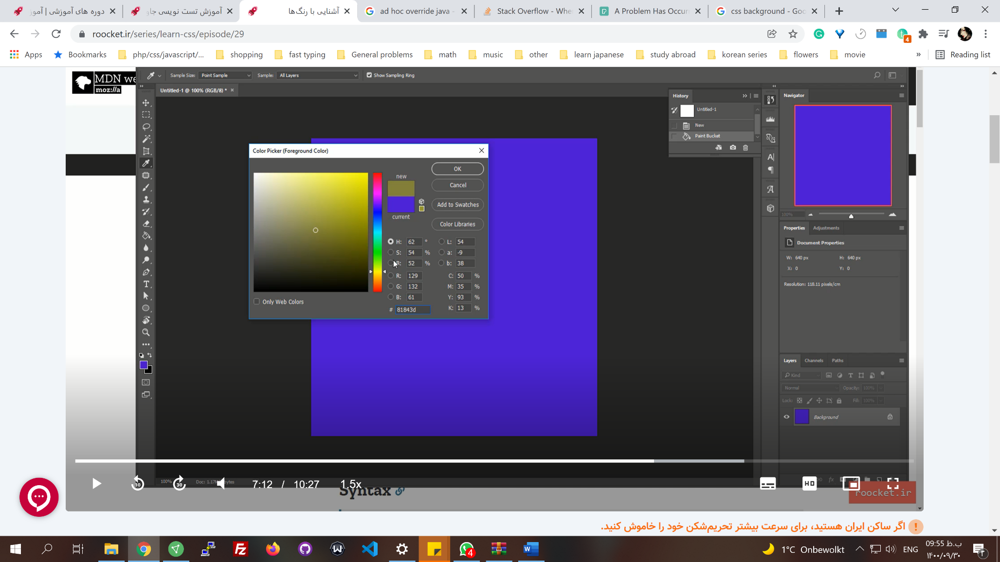 دوره های آموزشی | آموز
آموزش تست نویسی جاو
آشنایی با رنگ‌ها
ad hoc override java -
Stack Overflow - Whe
A Problem Has Occur
css background - Goo
roocket.ir/series/learn-css/episode/29
4
Apps
Bookmarks
php/css/javascript/...
shopping
fast typing
General problems
math
music
other
learn japanese
study abroad
korean series
flowers
movie
»
Reading list
MDN we
moz://a
Sample Size:
Point Sample
Sample:
All Layers
Show Sampling Ring
Untitled-1 @ 100% (RGB/8) *
History
Untitled-1
New
Paint Bucket
Navigator
100%
Color Picker (Foreground Color)
new
current
OK
Cancel
Add to Swatches
Color Libraries
H: 62 °
S: 54 %
B: 52 %
R: 129
G: 132
B: 61
# 81843d
L: 54
a: -9
b: 38
C: 50 %
M: 35 %
Y: 93 %
K: 13 %
Only Web Colors
Properties
Adjustments
Document Properties
W: 640 px
H: 640 px
X: 0
Y: 0
Resolution: 118.11 pixels/cm
Layers
Channels
Paths
Kind
Normal
Opacity: 100%
Lock:
Fill: 100%
Background
100%
Doc: 1.17M
bytes
10
30
7:12 / 10:27
1.5x
HD
Syntax
roocket.ir
اگر ساکن ایران هستید، برای سرعت بیشتر تحریم‌شکن خود را خاموش کنید.
4
1°C Onbewolkt
ENG
09:55 ب.ظ
۱۴۰۰/۰۹/۳۰
۲